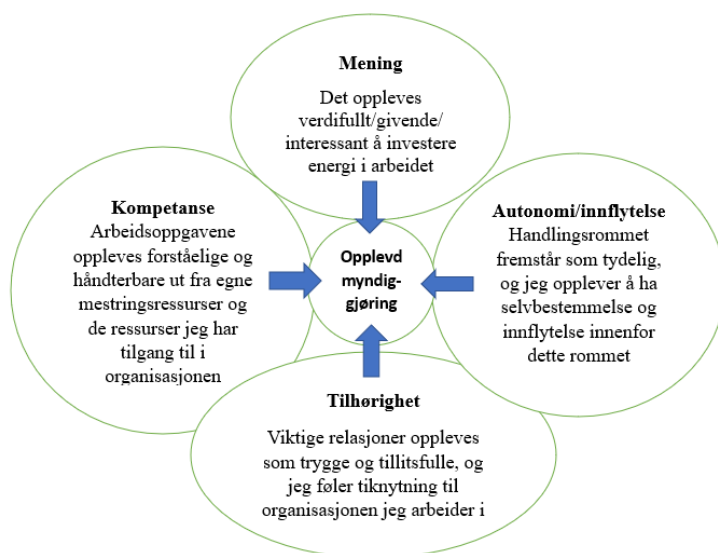 Mening
Det oppleves
verdifullt/givende/
interessant å investere
energi i arbeidet
Kompetanse
Arbeidsoppgavene
oppleves forståelige og
håndterbare ut fra egne
mestringsressurser og
de ressurser jeg har
tilgang til i
organisasjonen
Opplevd
myndig-
gjøring
Autonomi/innflytelse
Handlingsrommet
fremstår som tydelig,
og jeg opplever å ha
selvbestemmelse og
innflytelse innenfor
dette rommet
Tilhørighet
Viktige relasjoner oppleves
som trygge og tillitsfulle, og
jeg føler tiknytning til
organisasjonen jeg arbeider i